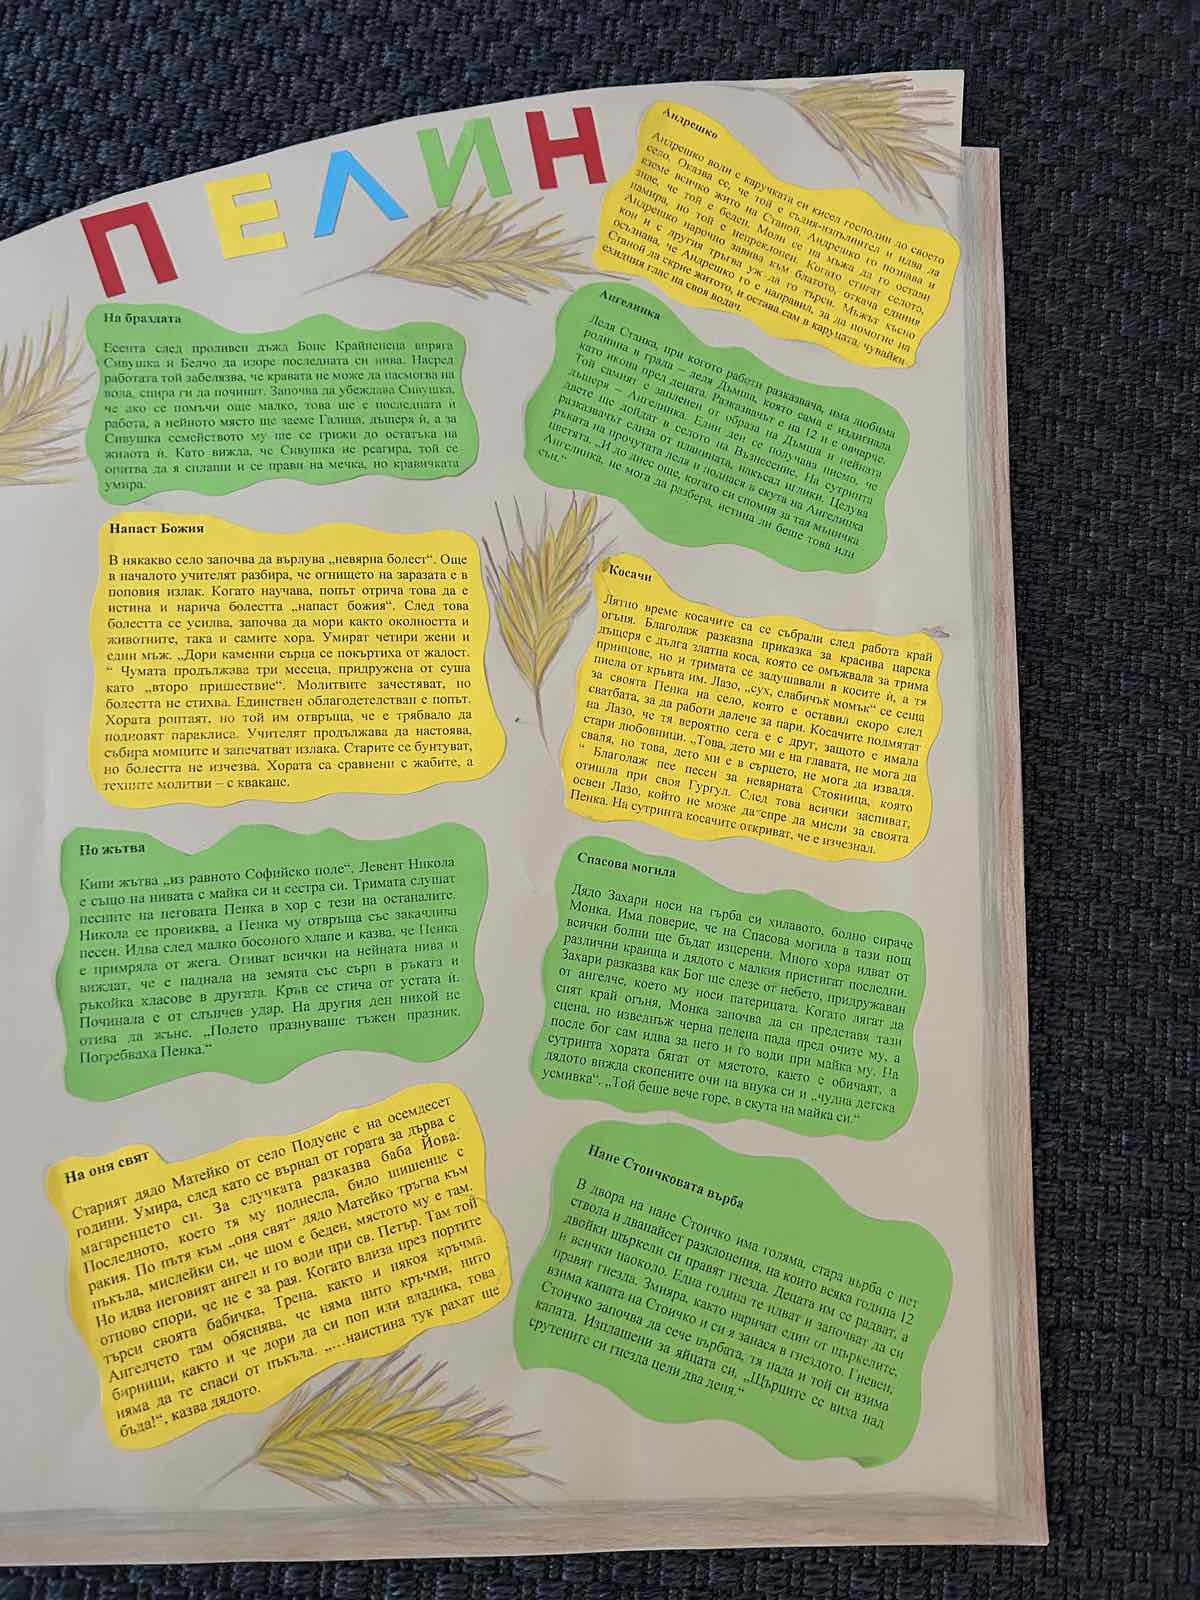 ПЕЛИН
На браздата
Есента след проливен дъжд Боне Крайненеца впряга
Сивушка и Белчо да изоре последната си нива. Насред
работата той забелязва, че кравата не може да насмогва на
вола, спира ги да починат. Започва да убеждава Сивушка,
че ако се помъчи още малко, това ще е последната ѝ
работа, а нейното място ще заеме Галица, дъщеря ѝ, а за
Сивушка семейството му ще се грижи до остатъка на
живота ѝ. Като вижда, че Сивушка не реагира, той се
опитва да я сплаши и се прави на мечка, но кравичката
умира.
Напаст Божия
В някакво село започва да върлува „невярна болест“. Още
в началото учителят разбира, че огнището на заразата е в
поповия излак. Когато научава, попът отрича това да е
истина и нарича болестта „напаст божия“. След това
болестта се усилва, започва да мори както околността и
животните, така и самите хора. Умират четири жени и
един мъж. „Дори каменни сърца се покъртиха от жалост.
“ Чумата продължава три месеца, придружена от суша
като „второ пришествие“. Молитвите зачестяват, но
болестта не стихва. Единствен облагодетелстван е попът.
Хората роптаят, но той им отвръща, че е трябвало да
подновят параклиса. Учителят продължава да настоява,
събира момците и запечатват излака. Старите се бунтуват,
но болестта не изчезва. Хората са сравнени с жабите, а
техните молитви – с квакане.
По жътва
Кипи жътва „из равното Софийско поле“. Левент Никола
е също на нивата с майка си и сестра си. Тримата слушат
песните на неговата Пенка в хор с тези на останалите.
Никола се провиква, а Пенка му отвръща със закачлива
песен. Идва след малко босоного хлапе и казва, че Пенка
е примряла от жега. Отиват всички на нейната нива и
виждат, че е паднала на земята със сърп в ръката и
ръкойка класове в другата. Кръв се стича от устата ѝ.
Починала е от слънчев удар. На другия ден никой не
отива да жъне. „Полето празнуваше тъжен празник.
Погребваха Пенка.“
На оня свят
Старият дядо Матейко от село Подуене е на осемдесет
години. Умира, след като се върнал от гората за дърва с
магаренцето си. За случката разказва баба Йова:
Последното, което тя му поднесла, било шишенце с
ракия. По пътя към „оня свят“ дядо Матейко тръгва към
пъкъла, мислейки си, че щом е беден, мястото му е там.
Но идва неговият ангел и го води при св. Петър. Там той
отново спори, че не е за рая. Когато влиза през портите
търси своята бабичка, Трена, както и някоя кръчма.
Ангелчето там обяснява, че няма нито кръчми, нито
бирници, както и че дори да си поп или владика, това
няма да те спаси от пъкъла. „...наистина тук рахат ще
бъда!“, казва дядото.
Андрешко
Андрешко води с каручката си кисел господин до своето
село. Оказва се, че той е съдия-изпълнител и идва да
вземе всичко жито на Станой. Андрешко го познава и
знае, че той е беден. Моли се на мъжа да го остави
намира, но той е непреклонен. Когато стигат селото,
Андрешко нарочно завива към блатото, откача единия
кон и с другия тръгва уж да го търси. Мъжът късно
осъзнава, че Андрешко го е направил, за да помогне на
Станой да скрие житото, и остава сам в каруцата, чувайки
ехидния глас на своя водач.
Ангелинка
Леля Станка, при когото работи разказвача, има любима
роднина в града – леля Дъмша, която сама е издигнала
като икона пред децата. Разказвачът е на 12 и е овчарче.
Той самият е запленен от образа на Дъмша и нейната
дъщеря – Ангелинка. Един ден се получава писмо, че
двете ще дойдат в селото на Възнесение. На сутринта
разказвачът слиза от планината, накъсал иглики. Целува
ръката на прочутата леля и поднася в скута на Ангелинка
цветята. „И до днес още, когато си спомня за тая мъничка
Ангелинка, не мога да разбера, истина ли беше това или
сън.“
Косачи
Лятно време косачите са се събрали след работа край
огъня. Благолаж разказва приказка за красива царска
дъщеря с дълга златна коса, която се омъжвала за трима
принцове, но и тримата се задушавали в косите ѝ, а тя
пиела от кръвта им. Лазо, „сух, слабичък момък“ се сеща
за своята Пенка на село, която е оставил скоро след
сватбата, за да работи далече за пари. Косачите подмятат
на Лазо, че тя вероятно сега е с друг, защото с имала
стари любовници. „Това, дето ми е на главата, не мога да
сваля, но това, дето ми е в сърцето, не мога да извадя.
“ Благолаж пее песен за невярната Стояница, която
отишла при своя Гургул. След това всички заспиват,
освен Лазо, който не може да спре да мисли за своята
Пенка. На сутринта косачите откриват, че е изчезнал.
Спасова могила
Дядо Захари носи на гърба си хилавото, болно сираче
Монка. Има поверие, че на Спасова могила в тази нощ
всички болни ще бъдат изцерени. Много хора идват от
различни краища и дядото с малкия пристигат последни.
Захари разказва как Бог ще слезе от небето, придружаван
от ангелче, което му носи патерицата. Когато лягат да
спят край огъня, Монка започва да си представя тази
сцена, но изведнъж черна пелена пада пред очите му, а
после бог сам идва за него и го води при майка му. На
сутринта хората бягат от мястото, както е обичаят, а
дядото вижда склопените очи на внука си и „чудна детска
усмивка“. „Той беше вече горе, в скута на майка си.“
Нане Стоичковата върба
В двора на нане Стоичко има голяма, стара върба с пет
ствола и дванайсет разклонения, на които всяка година 12
двойки щъркели си правят гнезда. Децата им се радват, а
и всички наоколо. Една година те идват и започват да си
правят гнезда. Змияра, както наричат един от щъркелите,
взима капата на Стоичко и си я занася в гнездото. Гневен,
Стоичко започва да сече върбата, тя пада и той си взима
капата. Изплашени за яйцата си, „Щърците се виха над
срутените си гнезда цели два деня.“